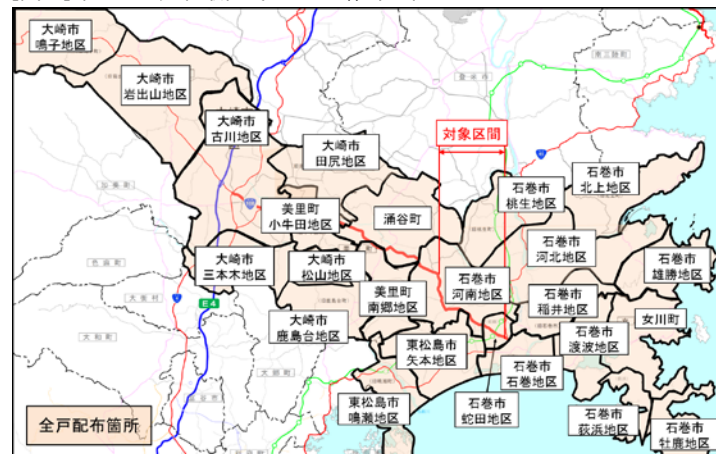 大崎市
鳴子地区
大崎市
岩出山地区
大崎市
古川地区
大崎市
田尻地区
対象区間
石巻市
北上地区
石巻市
桃生地区
美里町
小牛田地区
涌谷町
石巻市
河北地区
石巻市
雄勝地区
大崎市
三本木地区
大崎市
松山地区
美里町
南郷地区
石巻市
河南地区
石巻市
稲井地区
女川町
E4
大崎市
鹿島台地区
東松島市
矢本地区
石巻市
石巻地区
石巻市
渡波地区
東松島市
鳴瀬地区
石巻市
蛇田地区
石巻市
荻浜地区
石巻市
牡鹿地区
全戸配布箇所